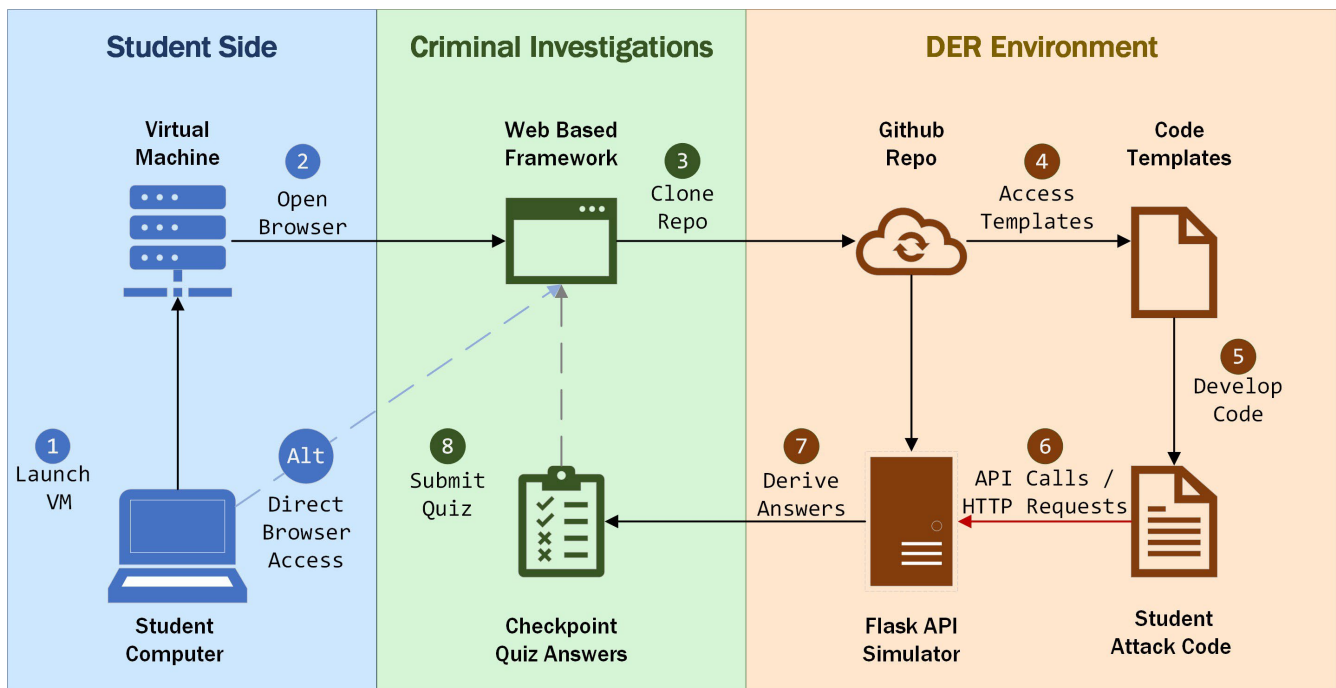 Student Side
Criminal Investigations
DER Environment
Virtual
Machine
Web Based
Framework
Github
Repo
Code
Templates
2
Open
Browser
3
Clone
Repo
4
Access
Templates
5
Develop
Code
1
Launch
VM
Alt
Direct
Browser
Access
8
Submit
Quiz
7
Derive
Answers
6
API Calls /
HTTP Requests
Student
Computer
Checkpoint
Quiz Answers
Flask API
Simulator
Student
Attack Code